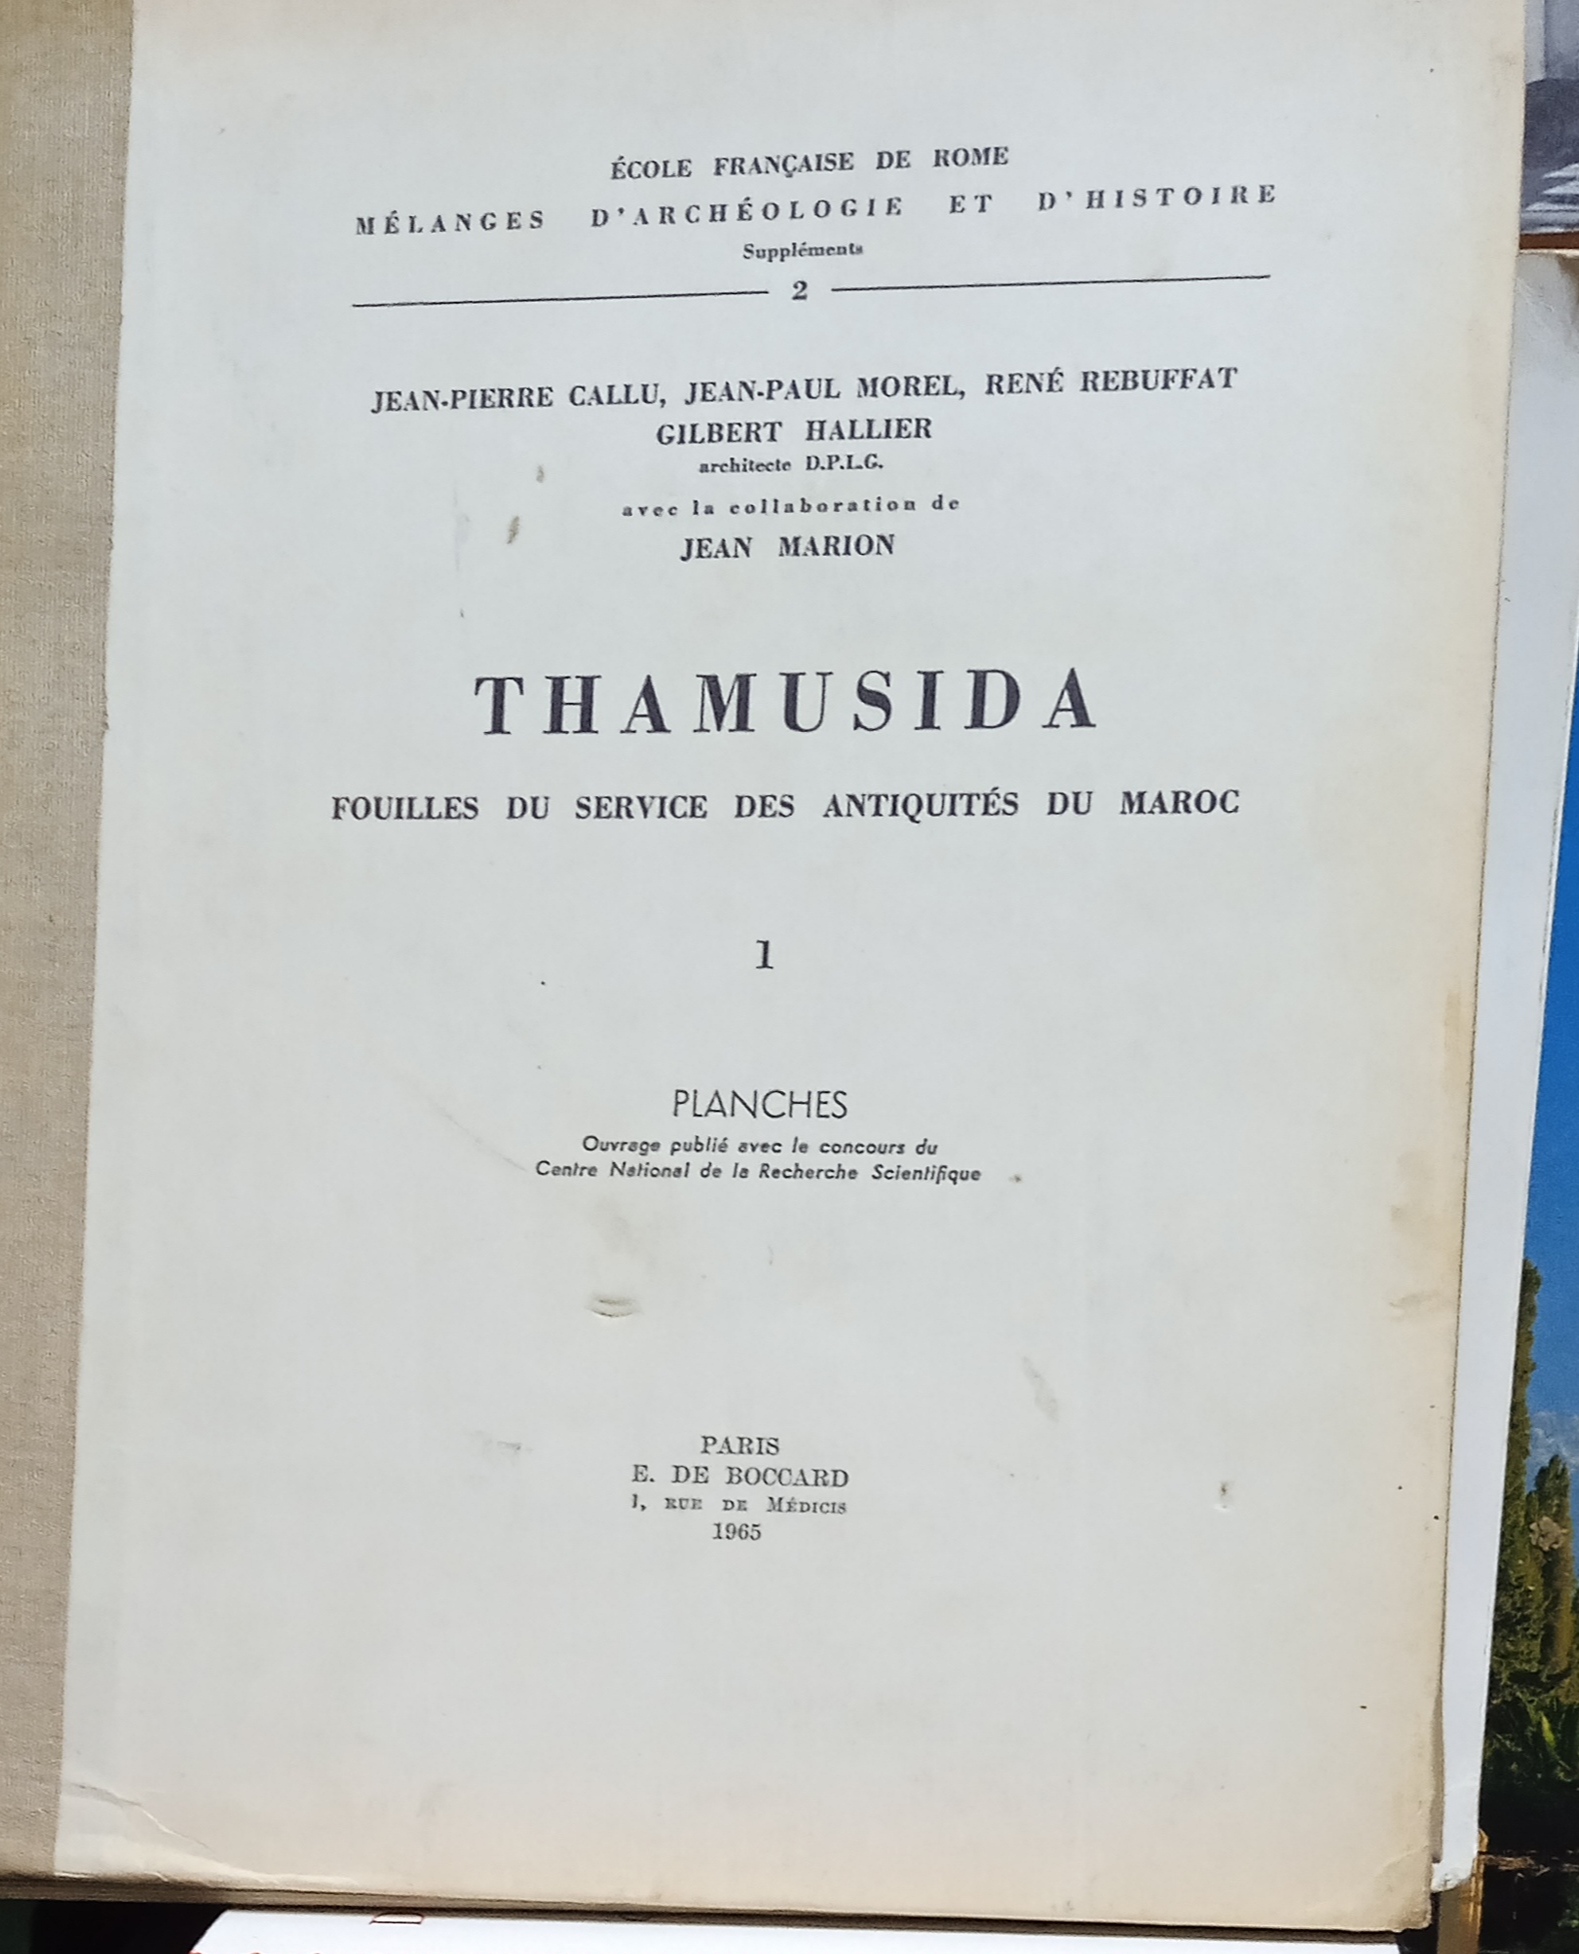 ÉCOLE FRANÇAISE DE ROME
MÉLANGES D'ARCHÉOLOGIE ET D'HISTOIRE
Suppléments
2
JEAN-PIERRE CALLU, JEAN-PAUL MOREL, RENÉ REBUFFAT
GILBERT HALLIER
architecte D.P.L.G.
avec la collaboration de
JEAN MARION
THAMUSIDA
FOUILLES DU SERVICE DES ANTIQUITÉS DU MAROC
1
PLANCHES
Ouvrage publié avec le concours du
Centre National de la Recherche Scientifique
PARIS
E. DE BOCCARD
1, RUE DE MÉDICIS
1965